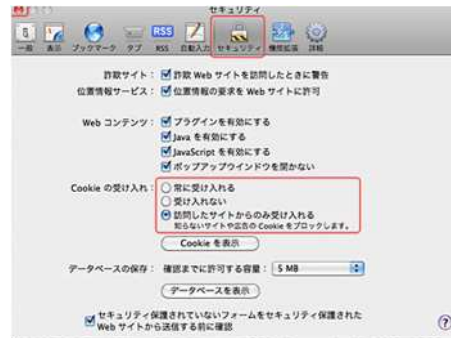 セキュリティ
RSS
一般 表示 ブックマーク タブ RSS 自動入力 セキュリティ 機能拡張 詳細
詐欺サイト： 詐欺 Web サイトを訪問したときに警告
位置情報サービス： 位置情報の要求を Web サイトに許可
Web コンテンツ： プラグインを有効にする
Java を有効にする
JavaScript を有効にする
ポップアップウインドウを開かない
Cookie の受け入れ： 常に受け入れる
受け入れない
訪問したサイトからのみ受け入れる
知らないサイトや広告の Cookie をブロックします。
Cookie を表示
データベースの保存： 確認までに許可する容量： 5 MB
データベースを表示
セキュリティ保護されていないフォームをセキュリティ保護された
Web サイトから送信する前に確認
?